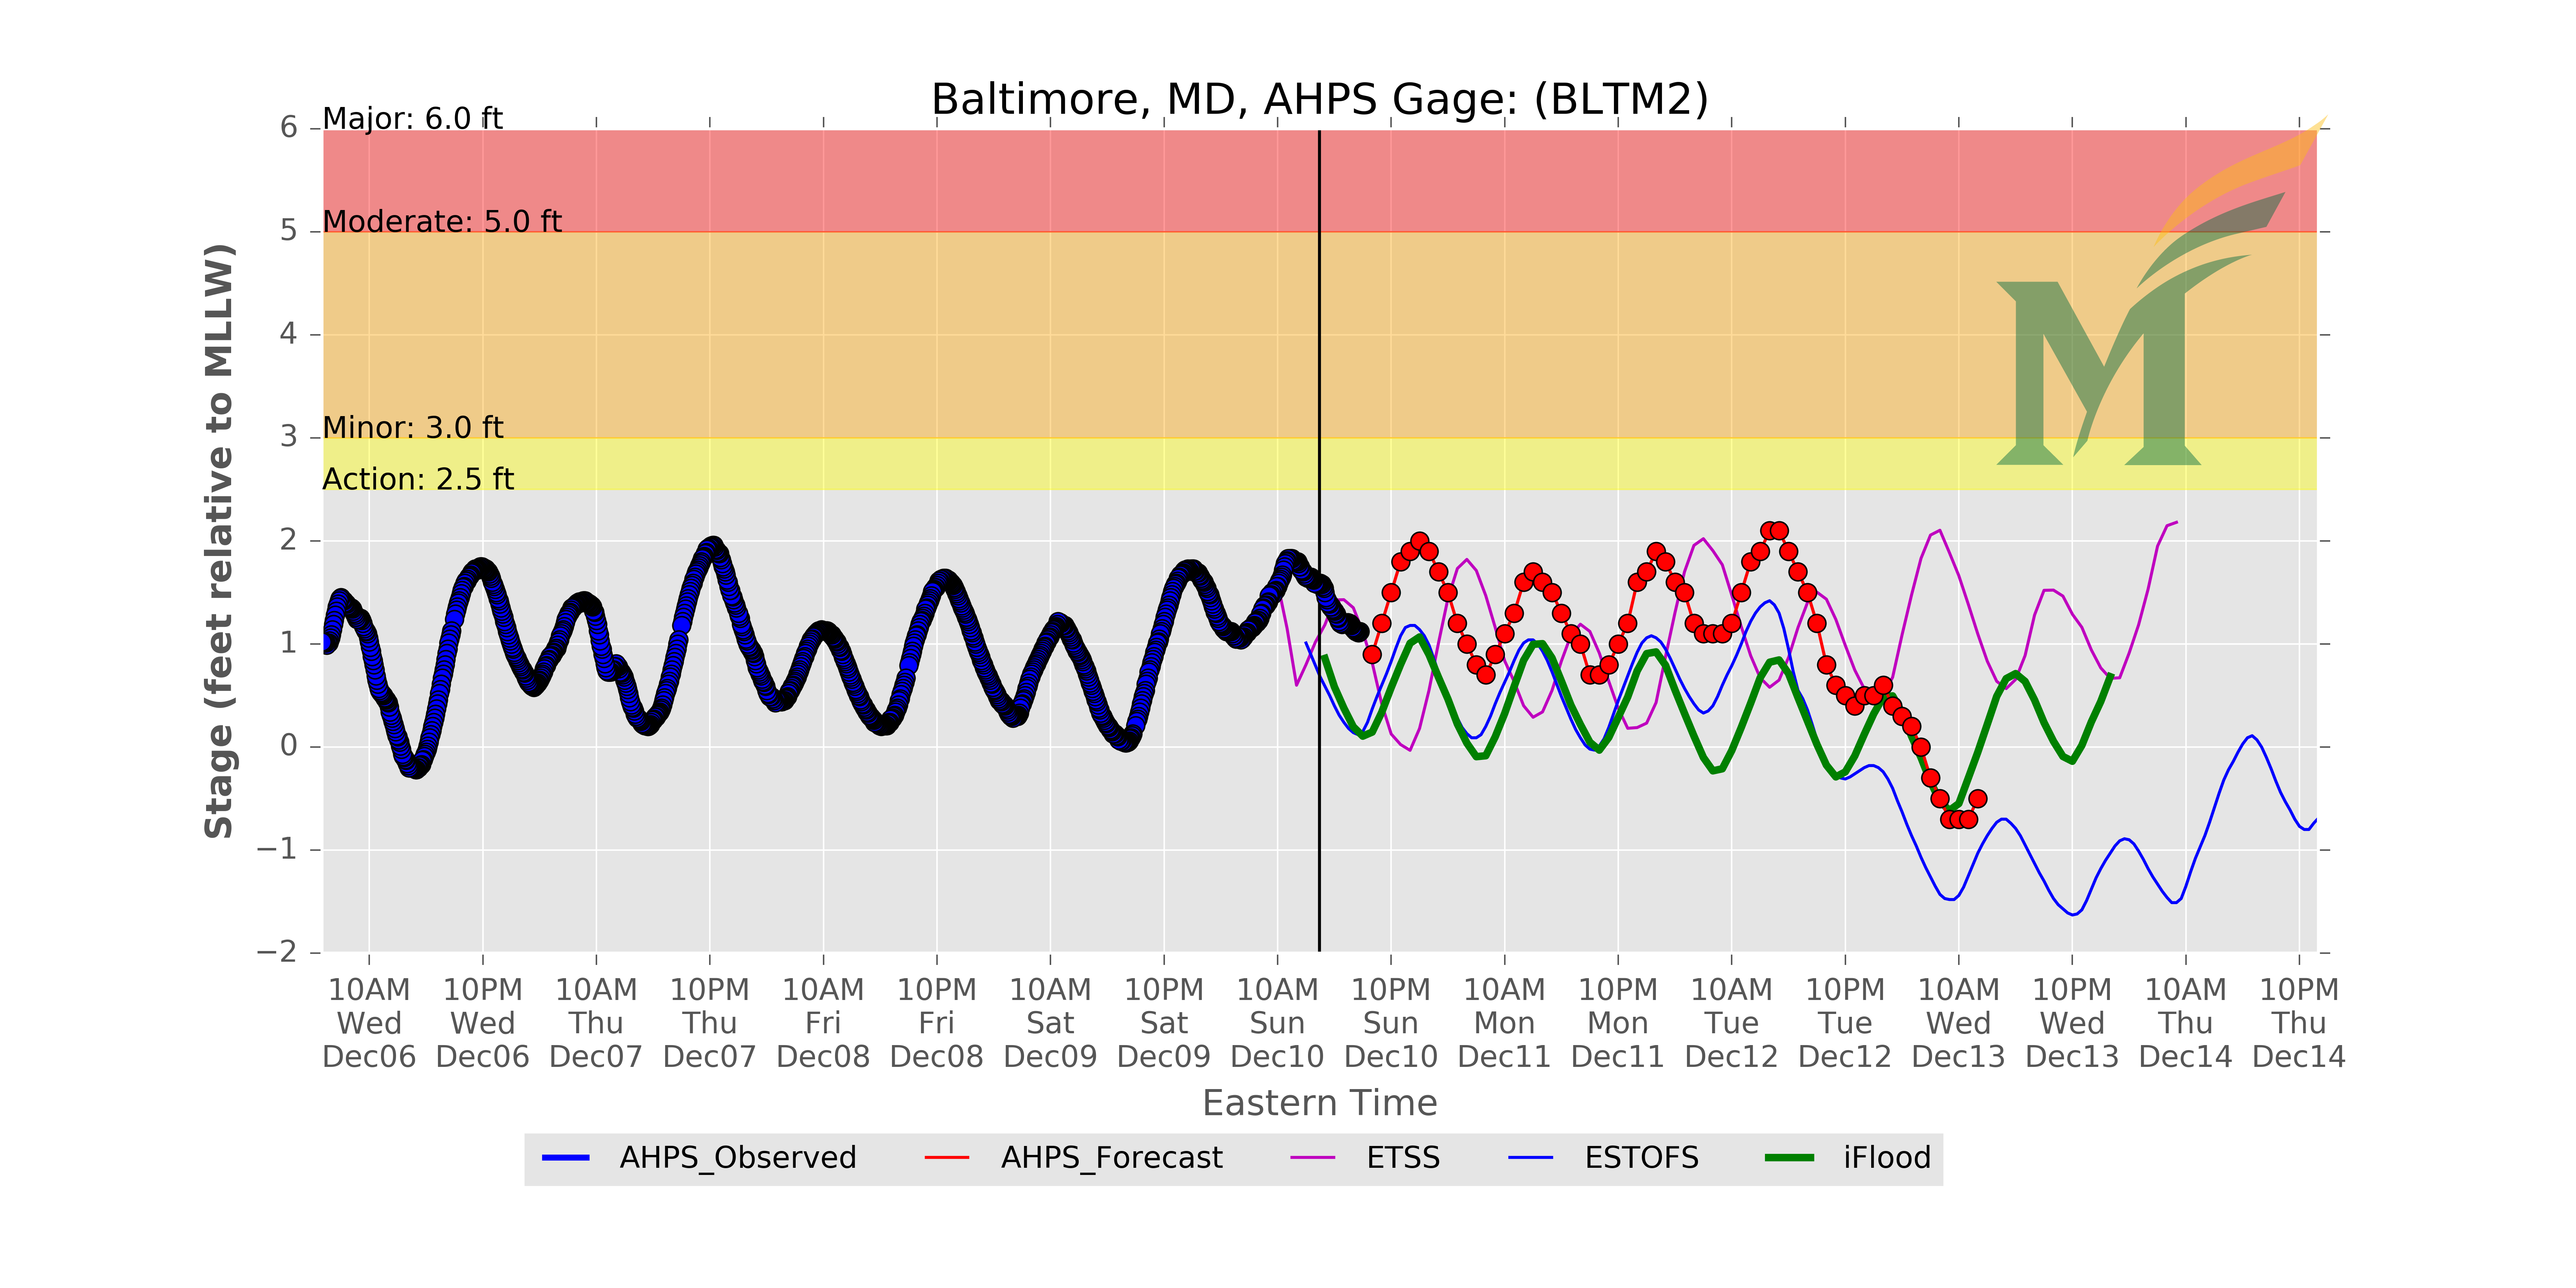 Baltimore, MD, AHPS Gage: (BLTM2)
Major: 6.0 ft
Moderate: 5.0 ft
Minor: 3.0 ft
Action: 2.5 ft
6
5
4
3
2
1
0
−1
−2
Stage (feet relative to MLLW)
10AM 10PM 10AM 10PM 10AM 10PM 10AM 10PM 10AM 10PM 10AM 10PM 10AM 10PM 10AM 10PM 10AM 10PM
Wed Wed Thu Thu Fri Fri Sat Sat Sun Sun Mon Mon Tue Tue Wed Wed Thu Thu
Dec06 Dec06 Dec07 Dec07 Dec08 Dec08 Dec09 Dec09 Dec10 Dec10 Dec11 Dec11 Dec12 Dec12 Dec13 Dec13 Dec14 Dec14
Eastern Time
AHPS_Observed AHPS_Forecast ETSS ESTOFS iFlood
M